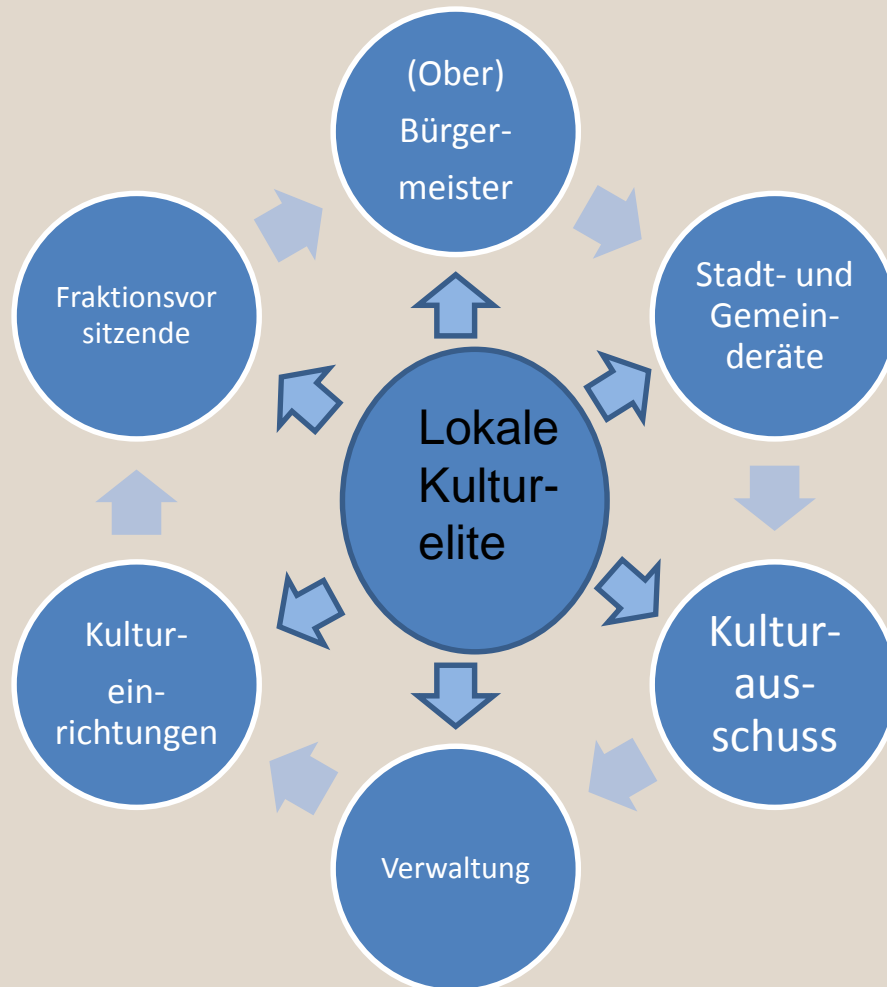 (Ober)
Bürger-
meister
Stadt- und
Gemein-
deräte
Fraktionsvor
sitzende
Lokale
Kultur-
elite
Kultur-
aus-
schuss
Kultur-
ein-
richtungen
Verwaltung